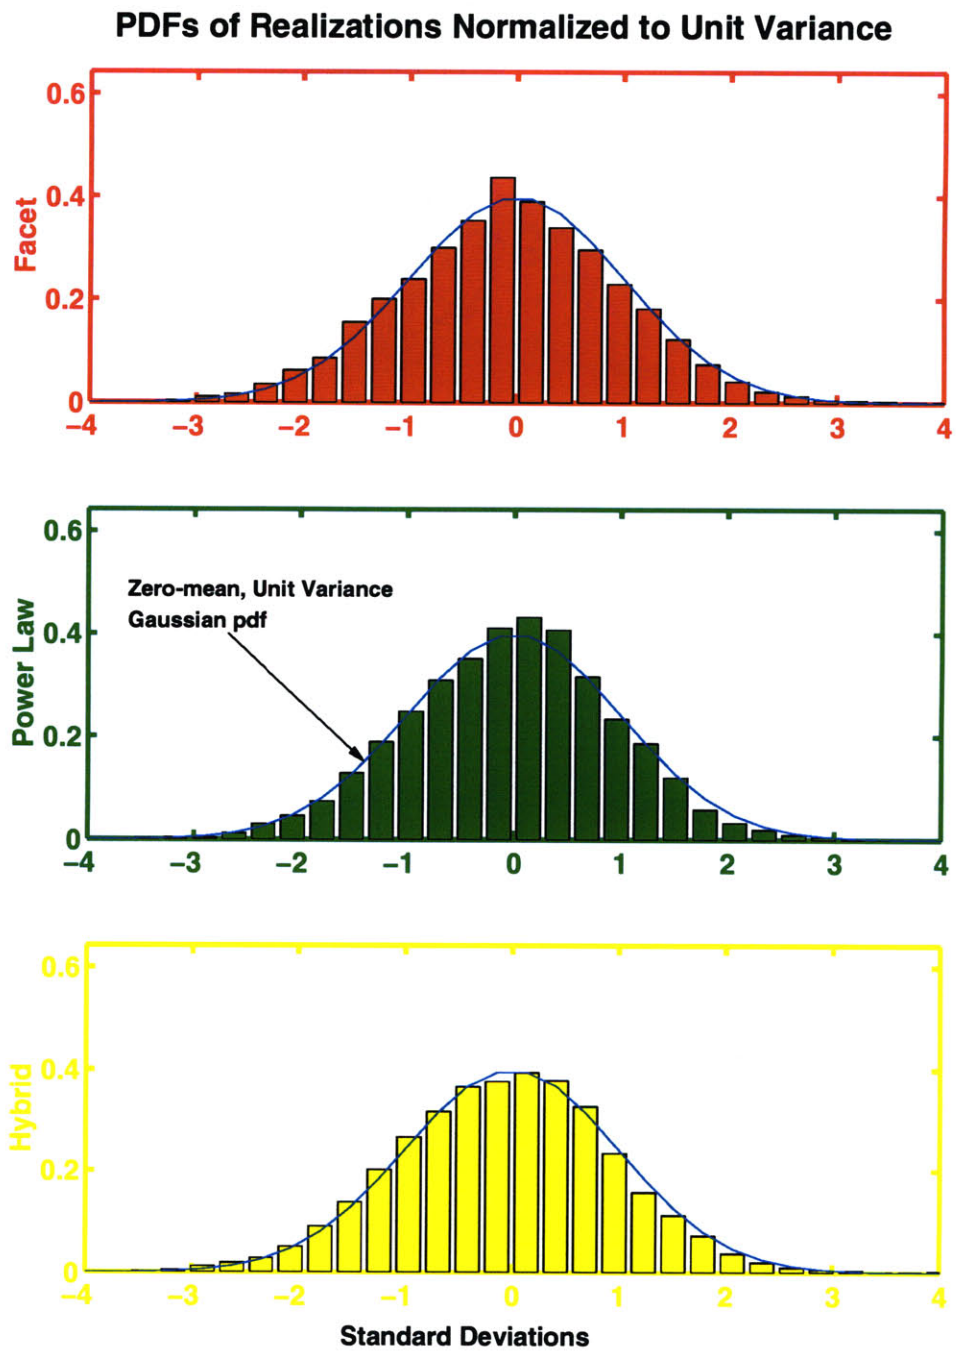 PDFs of Realizations Normalized to Unit Variance
0.6
0.4
0.2
0
Facet
−4 −3 −2 −1 0 1 2 3 4
0.6
0.4
0.2
0
Power Law
Zero-mean, Unit Variance
Gaussian pdf
−4 −3 −2 −1 0 1 2 3 4
0.6
0.4
0.2
0
Hybrid
−4 −3 −2 −1 0 1 2 3 4
Standard Deviations